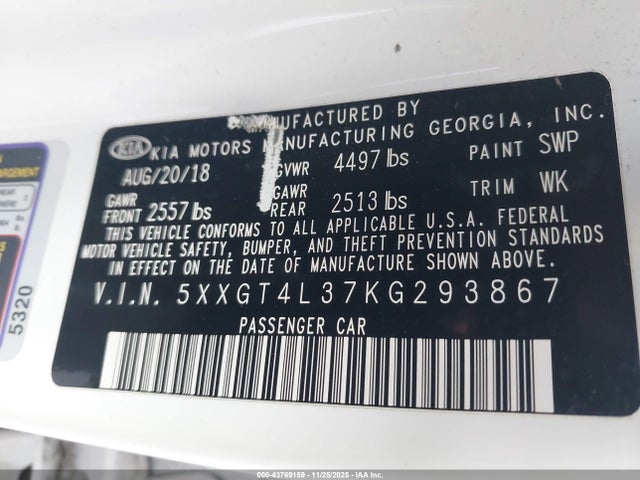 MANUFACTURED BY
KIA KIA MOTORS MANUFACTURING GEORGIA, INC.
AUG/20/18 GVWR 4497 lbs PAINT SWP
GAWR FRONT 2557 lbs GAWR REAR 2513 lbs TRIM WK
THIS VEHICLE CONFORMS TO ALL APPLICABLE U.S.A. FEDERAL
MOTOR VEHICLE SAFETY, BUMPER, AND THEFT PREVENTION STANDARDS
IN EFFECT ON THE DATE OF MANUFACTURE SHOWN ABOVE.
V.I.N. 5XXGT4L37KG293867
PASSENGER CAR
5320
000-43769159 - 11/25/2025 - IAA Inc.